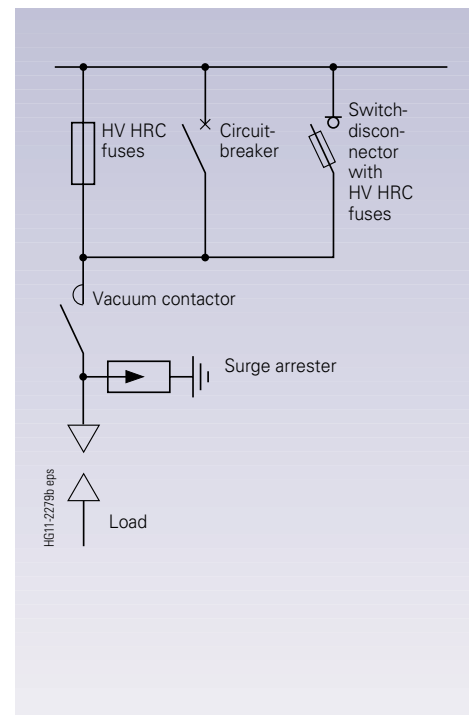 HV HRC
fuses
Circuit-
breaker
Switch-
discon-
nector
with
HV HRC
fuses
Vacuum contactor
Surge arrester
Load
HG11-2279b eps